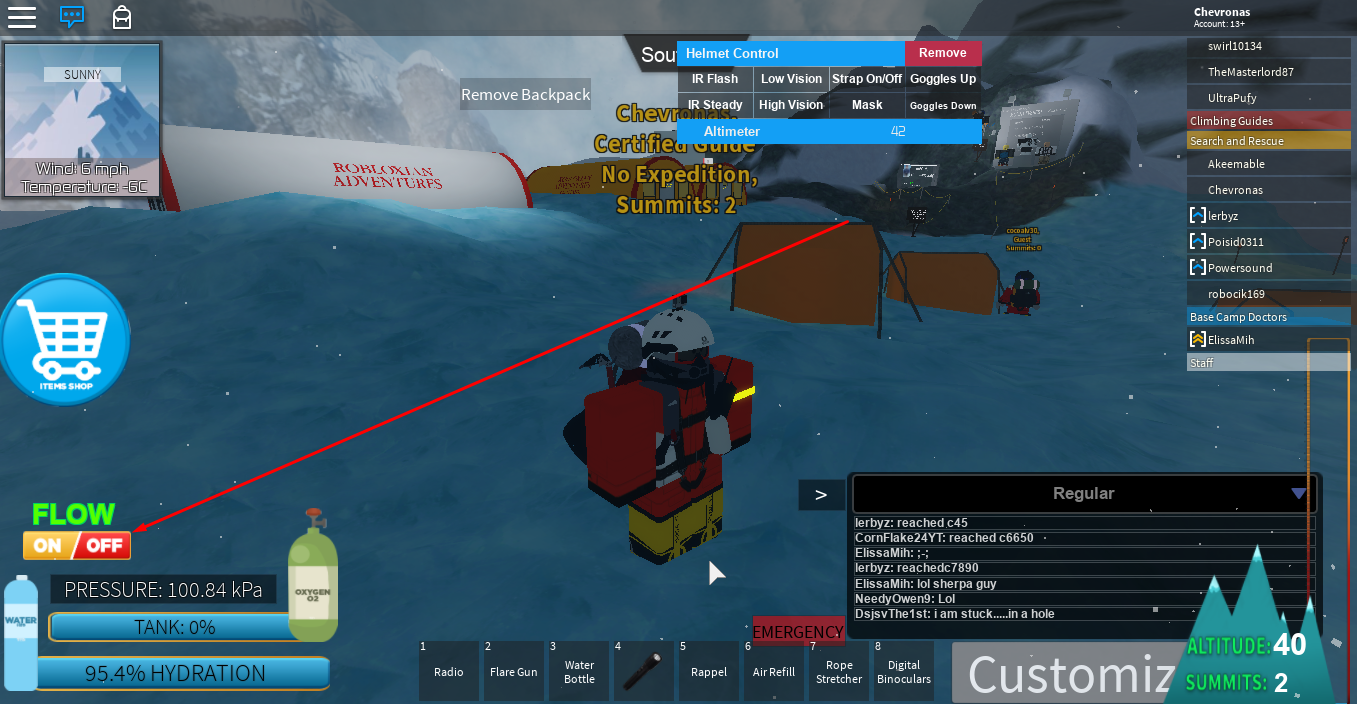 Chevronas
Account: 13+
swirl10134
TheMasterlord87
UltraPufy
Climbing Guides
Search and Rescue
Akeemable
Chevronas
lerbyz
Poisid0311
Powersound
robocik169
Base Camp Doctors
ElissaMih
Staff
SUNNY
Wind: 6 mph
Temperature: -6C
Remove Backpack
Sou
Helmet Control
Remove
IR Flash
Low Vision
Strap On/Off
Goggles Up
IR Steady
High Vision
Mask
Goggles Down
Altimeter
42
Chevronas,
Certified Guide
No Expedition,
Summits: 2
ROBLOXIAN
ADVENTURES
cocoalv30,
Guest
Summits: 0
ITEMS SHOP
FLOW
ON / OFF
PRESSURE: 100.84 kPa
TANK: 0%
95.4% HYDRATION
WATER
OXYGEN
O2
>
Regular
lerbyz: reached c45
CornFlake24YT: reached c6650
ElissaMih: ;-;
lerbyz: reachedc7890
ElissaMih: lol sherpa guy
NeedyOwen9: Lol
DsjsvThe1st: i am stuck.....in a hole
EMERGENCY
1
Radio
2
Flare Gun
3
Water
Bottle
4
5
Rappel
6
Air Refill
7
Rope
Stretcher
8
Digital
Binoculars
Customiz
ALTITUDE: 40
SUMMITS: 2